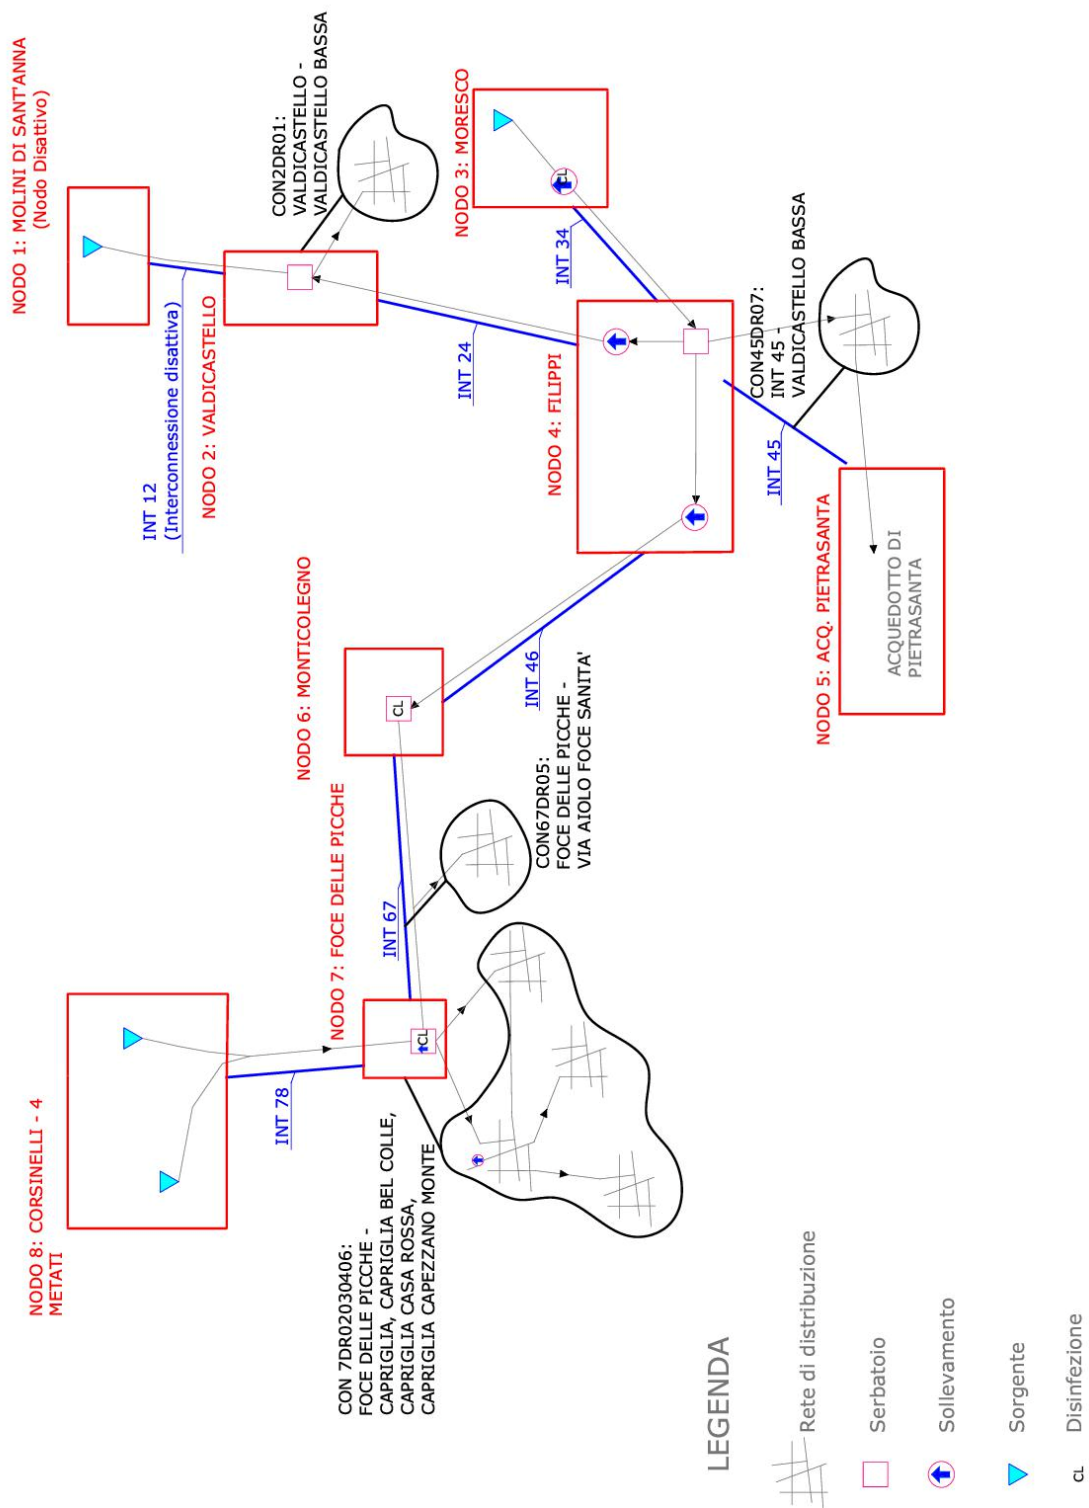 NODO 8: CORSINELLI - 4
METATI
INT 78
NODO 7: FOCE DELLE PICCHE
CL
CON 7DR02030406:
FOCE DELLE PICCHE -
CAPRIGLIA, CAPRIGLIA BEL COLLE,
CAPRIGLIA CASA ROSSA,
CAPRIGLIA CAPEZZANO MONTE
INT 67
CON67DR05:
FOCE DELLE PICCHE -
VIA AIOLO FOCE SANITA'
NODO 6: MONTICOLEGNO
CL
INT 46
NODO 1: MOLINI DI SANT'ANNA
(Nodo Disattivo)
INT 12
(Interconnessione disattiva)
NODO 2: VALDICASTELLO
CON2DR01:
VALDICASTELLO -
VALDICASTELLO BASSA
INT 24
NODO 3: MORESCO
CL
INT 34
NODO 4: FILIPPI
CON45DR07:
INT 45 -
VALDICASTELLO BASSA
INT 45
NODO 5: ACQ. PIETRASANTA
ACQUEDOTTO DI
PIETRASANTA
LEGENDA
Rete di distribuzione
Serbatoio
Sollevamento
Sorgente
CL
Disinfezione